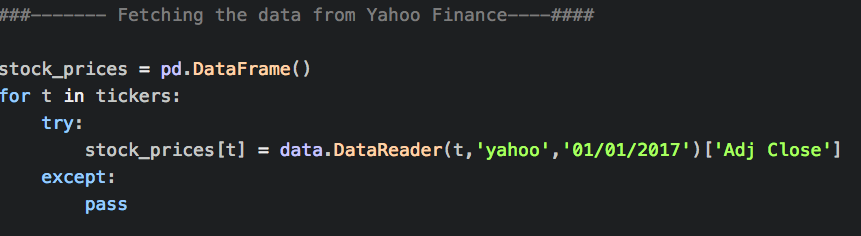 ###------- Fetching the data from Yahoo Finance----####
stock_prices = pd.DataFrame()
for t in tickers:
    try:
        stock_prices[t] = data.DataReader(t,'yahoo','01/01/2017')['Adj Close']
    except:
        pass